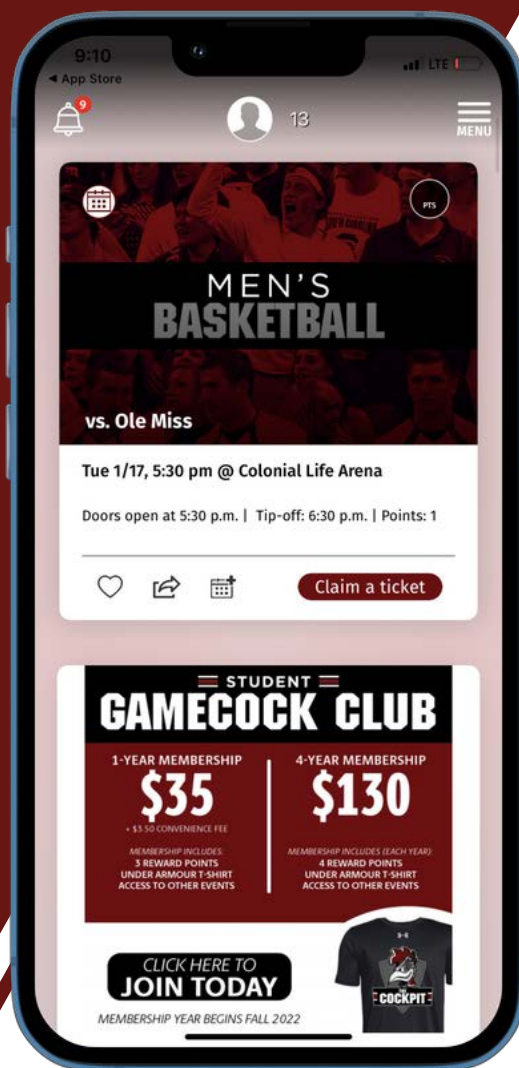 9:10
◀ App Store
LTE
9
13
MENU
PTS
MEN'S
BASKETBALL
vs. Ole Miss
Tue 1/17, 5:30 pm @ Colonial Life Arena
Doors open at 5:30 p.m. | Tip-off: 6:30 p.m. | Points: 1
Claim a ticket
STUDENT
GAMECOCK CLUB
1-YEAR MEMBERSHIP
$35
+ $3.50 CONVENIENCE FEE
MEMBERSHIP INCLUDES:
3 REWARD POINTS
UNDER ARMOUR T-SHIRT
ACCESS TO OTHER EVENTS
4-YEAR MEMBERSHIP
$130
MEMBERSHIP INCLUDES (EACH YEAR):
4 REWARD POINTS
UNDER ARMOUR T-SHIRT
ACCESS TO OTHER EVENTS
CLICK HERE TO
JOIN TODAY
MEMBERSHIP YEAR BEGINS FALL 2022
THE
COCKPIT